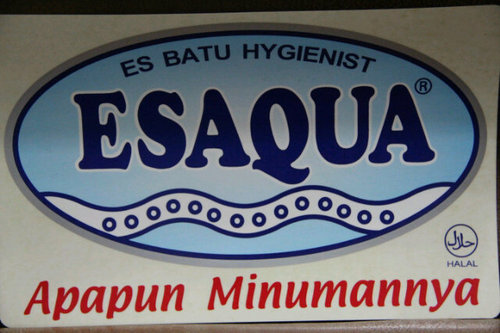 ES BATU HYGIENIST
ESAQUA®
حلال
HALAL
Apapun Minumannya